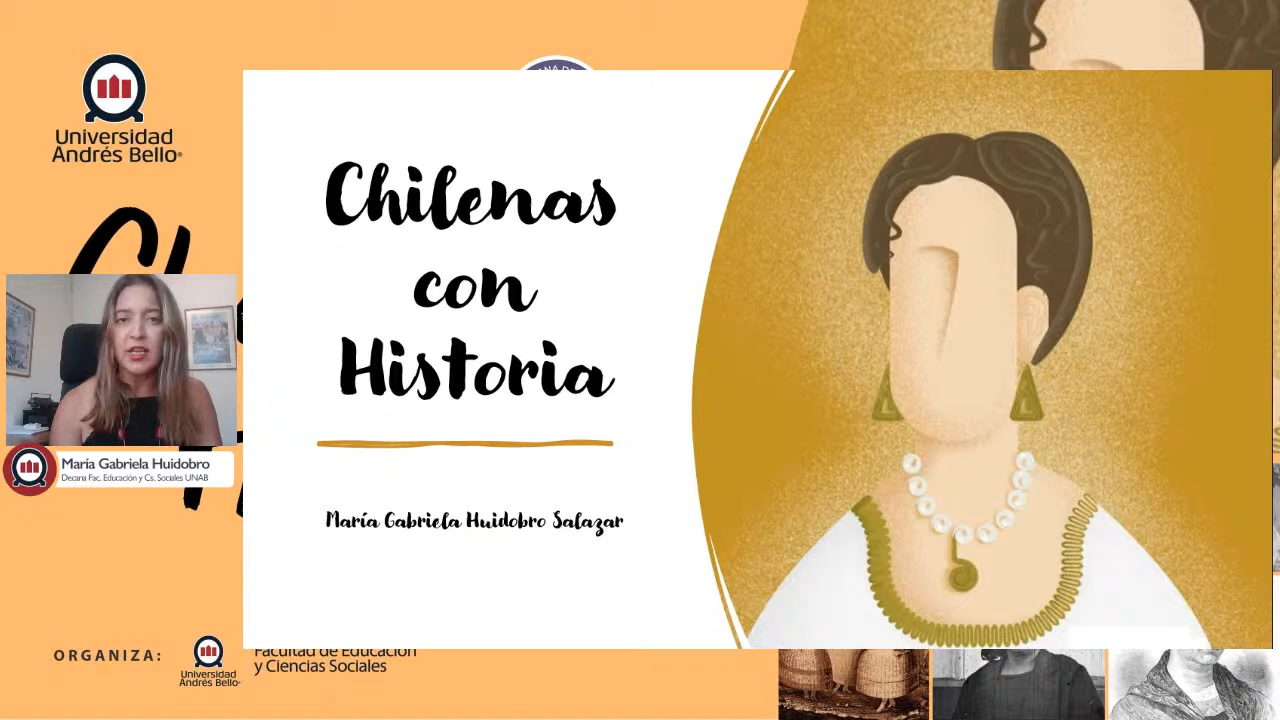 Universidad
Andrés Bello®
Chilenas
con
Historia
María Gabriela Huidobro
Decana Fac. Educación y Cs. Sociales UNAB
María Gabriela Huidobro Salazar
ORGANIZA:
Universidad
Andrés Bello®
Facultad de Educación
y Ciencias Sociales